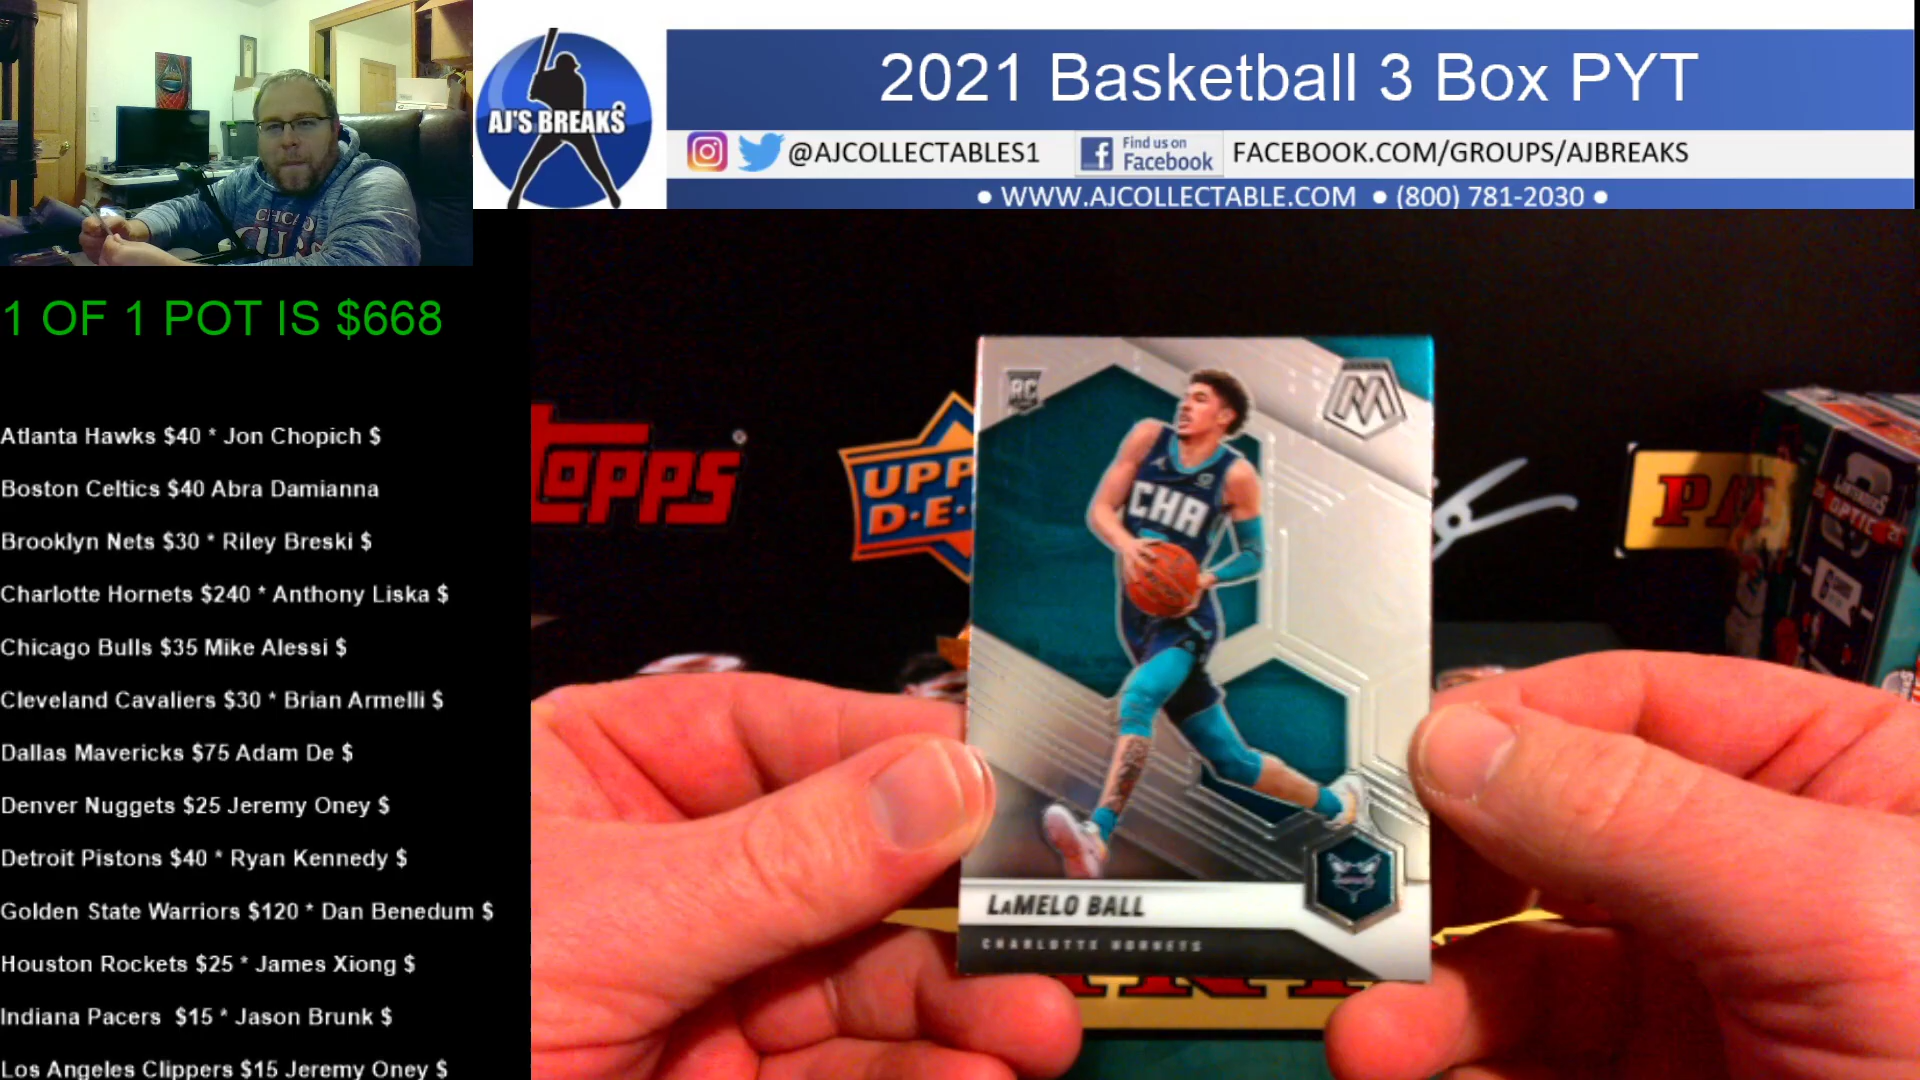 AJ'S BREAKS
2021 Basketball 3 Box PYT
@AJCOLLECTABLES1
Find us on
Facebook
FACEBOOK.COM/GROUPS/AJBREAKS
• WWW.AJCOLLECTABLE.COM • (800) 781-2030 •
1 OF 1 POT IS $668
Atlanta Hawks $40 * Jon Chopich $
Boston Celtics $40 Abra Damianna
Brooklyn Nets $30 * Riley Breski $
Charlotte Hornets $240 * Anthony Liska $
Chicago Bulls $35 Mike Alessi $
Cleveland Cavaliers $30 * Brian Armelli $
Dallas Mavericks $75 Adam De $
Denver Nuggets $25 Jeremy Oney $
Detroit Pistons $40 * Ryan Kennedy $
Golden State Warriors $120 * Dan Benedum $
Houston Rockets $25 * James Xiong $
Indiana Pacers $15 * Jason Brunk $
Los Angeles Clippers $15 Jeremy Oney $
topps
UPP
D.E.
PA
CONTENDERS
OPTIC
RC
M
CHA
LAMELO BALL
CHARLOTTE HORNETS